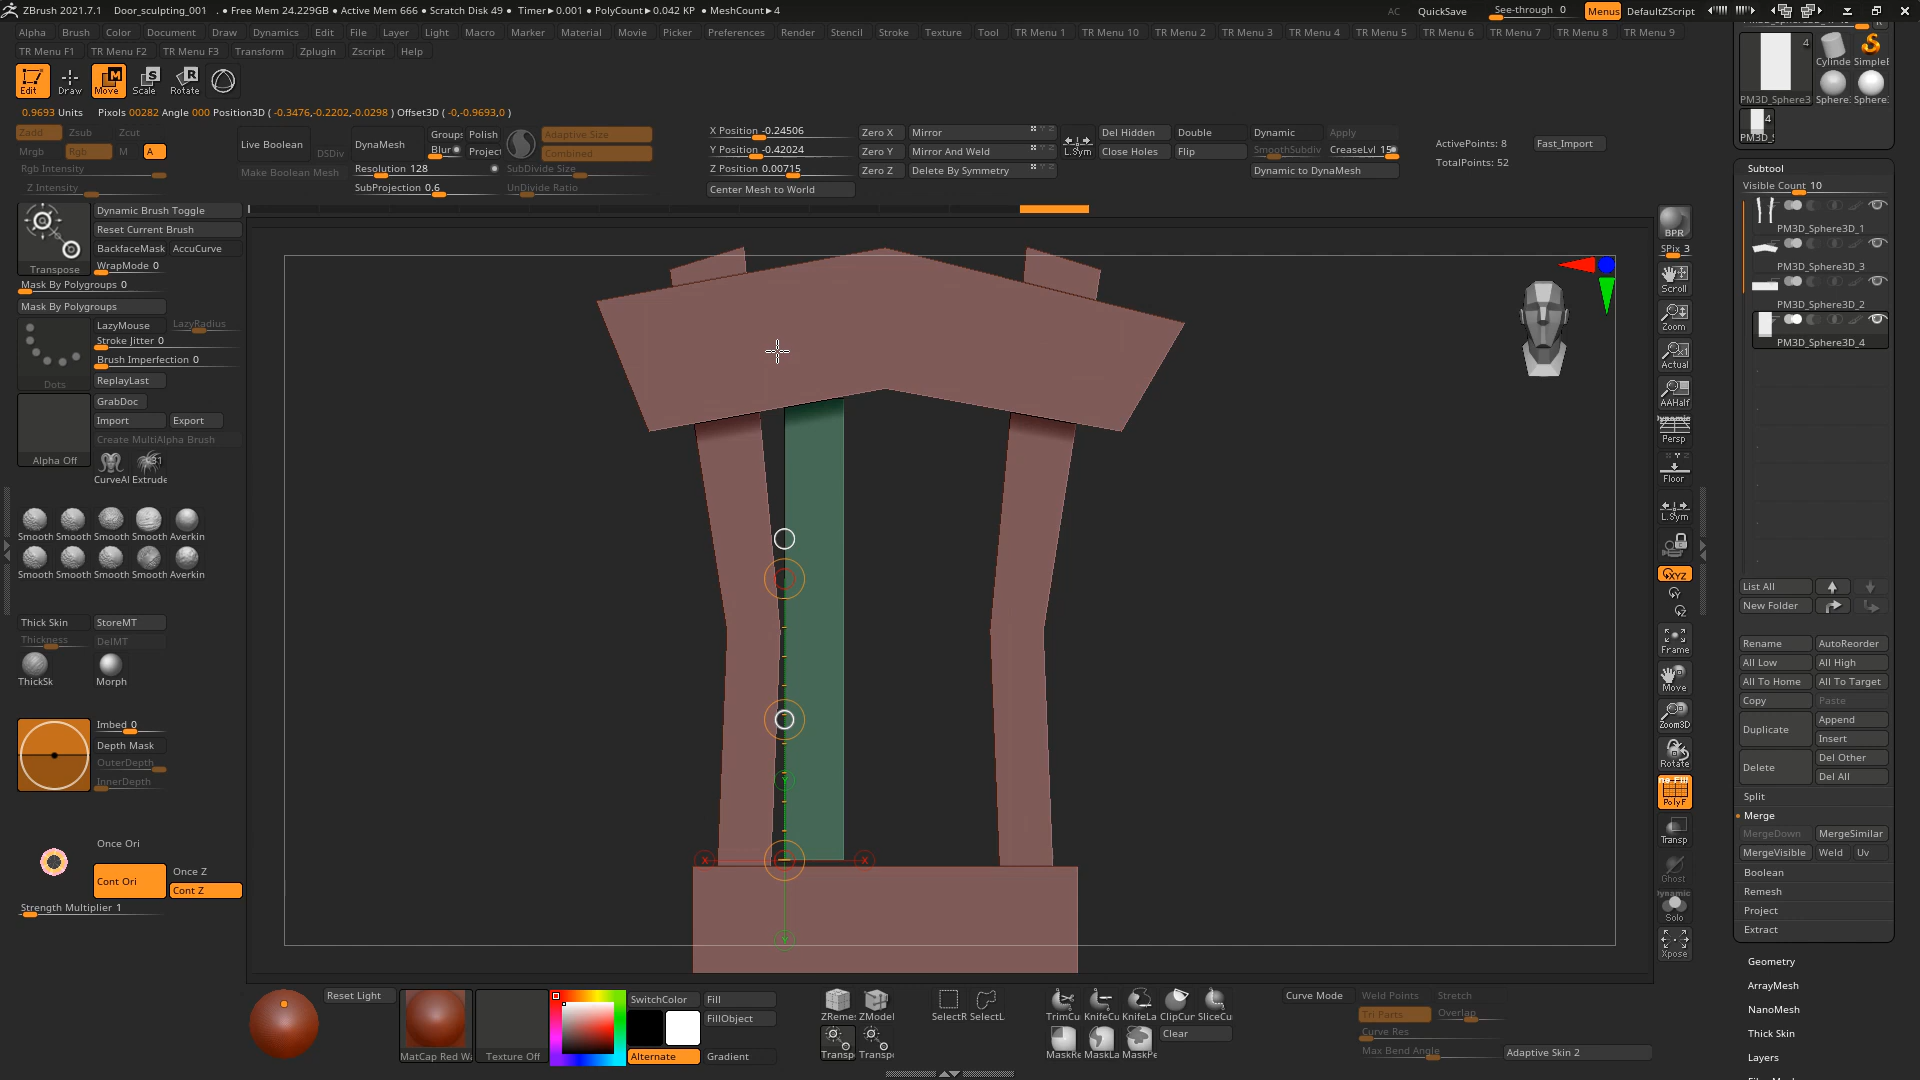 ZBrush 2021.7.1 Door_sculpting_001 . • Free Mem 24.229GB • Active Mem 666 • Scratch Disk 49 • Timer▸0.001 • PolyCount▸0.042 KP • MeshCount▸4 AC QuickSave See-through 0 Menus DefaultZScript
Alpha Brush Color Document Draw Dynamics Edit File Layer Light Macro Marker Material Movie Picker Preferences Render Stencil Stroke Texture Tool TR Menu 1 TR Menu 10 TR Menu 2 TR Menu 3 TR Menu 4 TR Menu 5 TR Menu 6 TR Menu 7 TR Menu 8 TR Menu 9
TR Menu F1 TR Menu F2 TR Menu F3 Transform Zplugin Zscript Help
Edit Draw Move Scale Rotate
0.9693 Units Pixols 00282 Angle 000 Position3D ( -0.3476,-0.2202,-0.0298 ) Offset3D ( -0,-0.9693,0 )
Zadd Zsub Zcut
Mrgb Rgb M A
Rgb Intensity
Z Intensity
Live Boolean DSDiv
Make Boolean Mesh
DynaMesh Groups Polish
Blur Project
Resolution 128
SubProjection 0.6
Adaptive Size
Combined
SubDivide Size
UnDivide Ratio
X Position -0.24506
Y Position -0.42024
Z Position 0.00715
Center Mesh to World
Zero X Mirror
Zero Y Mirror And Weld
Zero Z Delete By Symmetry
L.Sym
Del Hidden Double
Close Holes Flip
Dynamic Apply
SmoothSubdiv CreaseLvl 15
Dynamic to DynaMesh
ActivePoints: 8
TotalPoints: 52
Fast_Import
4
Cylinde SimpleE
PM3D_Sphere3 Sphere Sphere
4
PM3D_S
Dynamic Brush Toggle
Reset Current Brush
BackfaceMask AccuCurve
WrapMode 0
Transpose
Mask By Polygroups 0
Mask By Polygroups
LazyMouse LazyRadius
Stroke Jitter 0
Brush Imperfection 0
Dots
ReplayLast
GrabDoc
Import Export
Create MultiAlpha Brush
Alpha Off
31
CurveAl Extrude
Smooth Smooth Smooth Smooth Averkin
Smooth Smooth Smooth Smooth Averkin
Thick Skin StoreMT
Thickness DelMT
ThickSk Morph
Imbed 0
Depth Mask
OuterDepth
InnerDepth
Once Ori
Cont Ori
Once Z
Cont Z
Strength Multiplier 1
X X
Y
Y
BPR
SPix 3
Scroll
Zoom
Actual
AAHalf
Dynamic
Persp
Floor
L.Sym
XYZ
Y
Z
Frame
Move
Zoom3D
Rotate
PolyF
Transp
Ghost
Dynamic
Solo
Xpose
Subtool
Visible Count 10
PM3D_Sphere3D_1
PM3D_Sphere3D_3
PM3D_Sphere3D_2
PM3D_Sphere3D_4
List All
New Folder
Rename AutoReorder
All Low All High
All To Home All To Target
Copy Paste
Duplicate
Append
Insert
Delete
Del Other
Del All
Split
Merge
MergeDown MergeSimilar
MergeVisible Weld Uv
Boolean
Remesh
Project
Extract
Geometry
ArrayMesh
NanoMesh
Thick Skin
Layers
Reset Light
MatCap Red Wa
Texture Off
SwitchColor Fill
FillObject
Alternate Gradient
ZRemes ZModel
Transp Transpo
SelectR SelectL
TrimCu KnifeCu KnifeLa ClipCur SliceCu
Clear
MaskRe MaskLa MaskPe
Curve Mode
Weld Points Stretch
Tri Parts Overlap
Curve Res
Max Bend Angle
Adaptive Skin 2